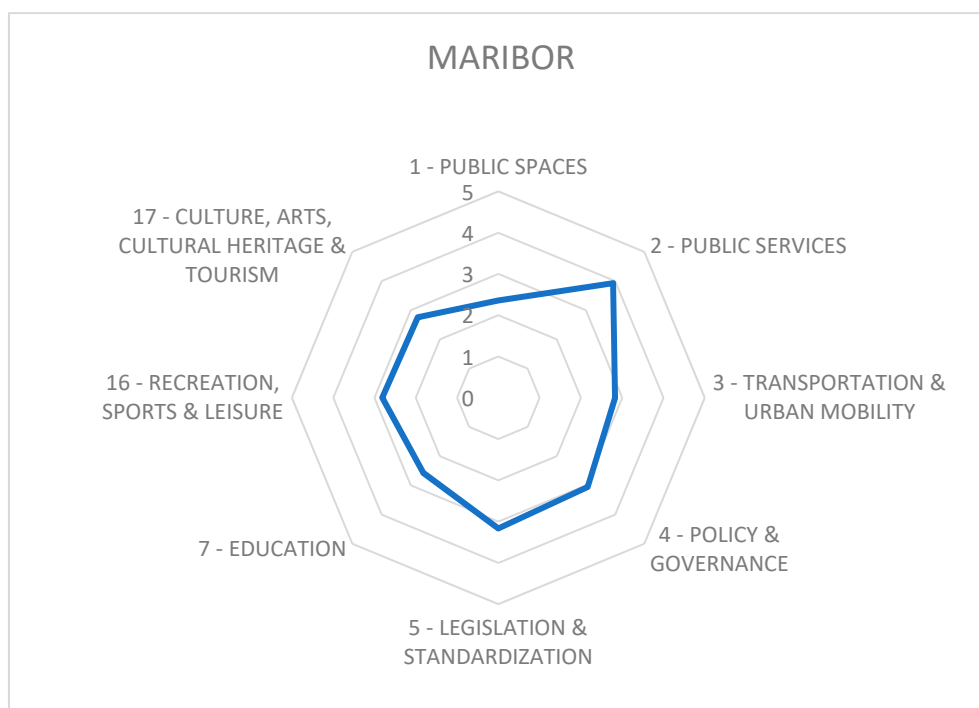 MARIBOR
1 - PUBLIC SPACES
5
4
3
2
1
0
2 - PUBLIC SERVICES
3 - TRANSPORTATION &
URBAN MOBILITY
4 - POLICY &
GOVERNANCE
5 - LEGISLATION &
STANDARDIZATION
7 - EDUCATION
16 - RECREATION,
SPORTS & LEISURE
17 - CULTURE, ARTS,
CULTURAL HERITAGE &
TOURISM